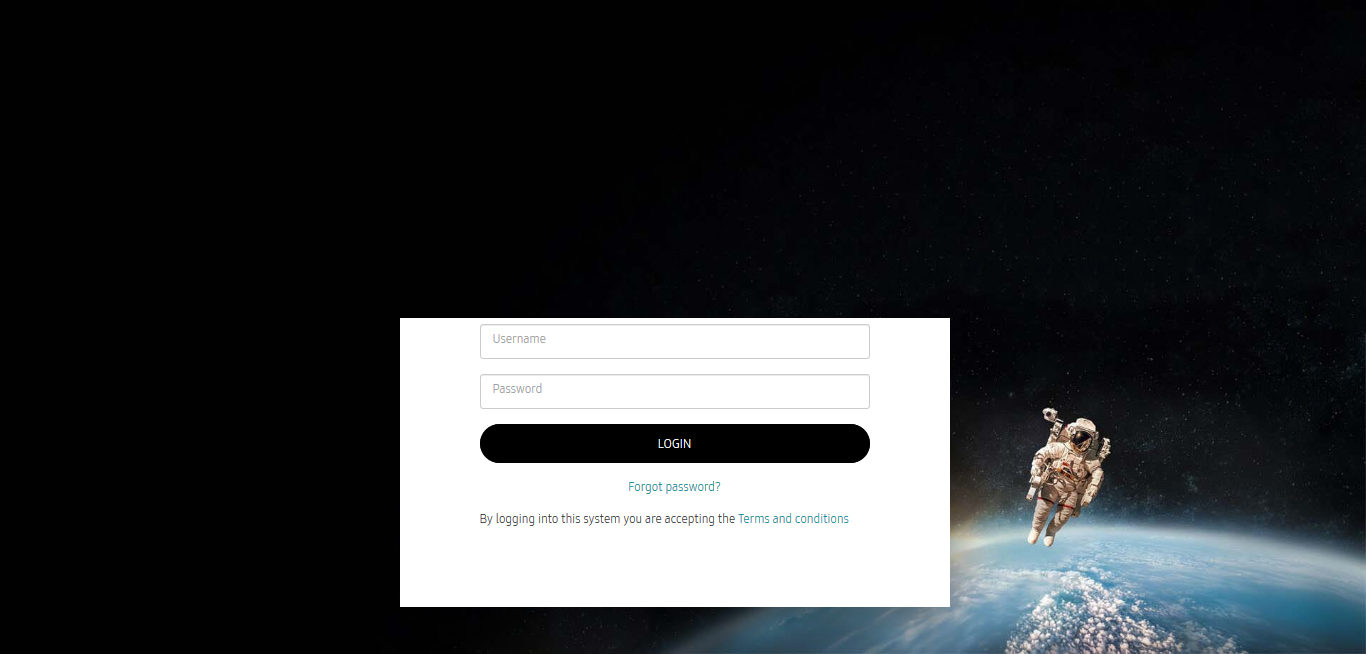 Username
Password
LOGIN
Forgot password?
By logging into this system you are accepting the Terms and conditions